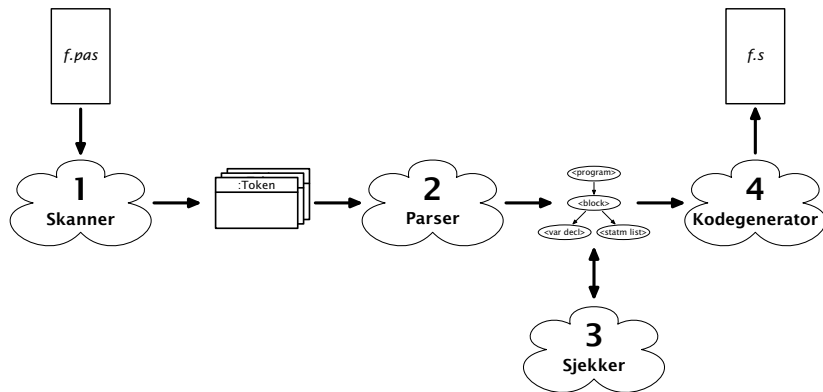 f.pas
f.s
1
Skanner
:Token
2
Parser
<program>
<block>
<var decl>
<statm list>
4
Kodegenerator
3
Sjekker